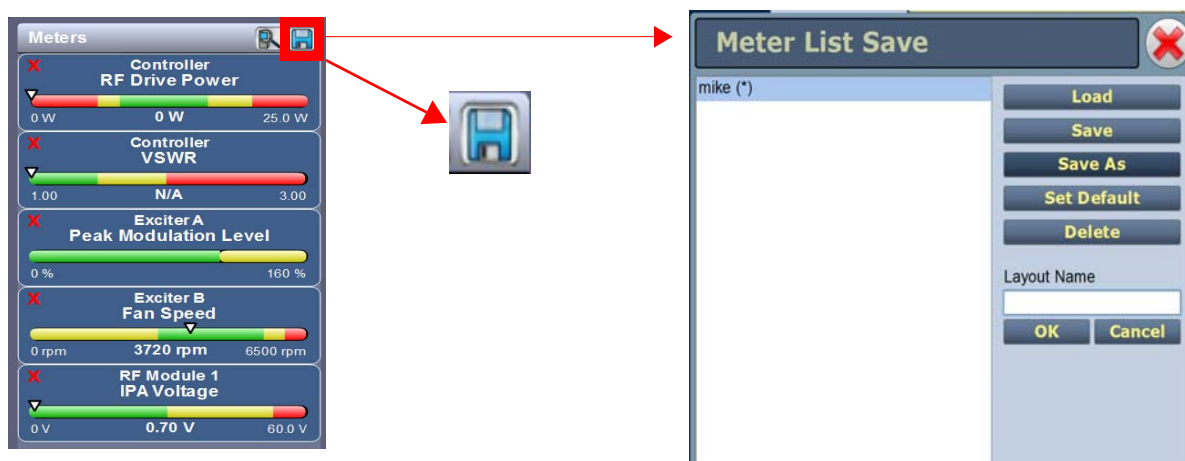 Meters
X Controller
RF Drive Power
0 W 0 W 25.0 W
X Controller
VSWR
1.00 N/A 3.00
X Exciter A
Peak Modulation Level
0 % 160 %
X Exciter B
Fan Speed
0 rpm 3720 rpm 6500 rpm
X RF Module 1
IPA Voltage
0 V 0.70 V 60.0 V
Meter List Save
mike (*)
Load
Save
Save As
Set Default
Delete
Layout Name
OK Cancel